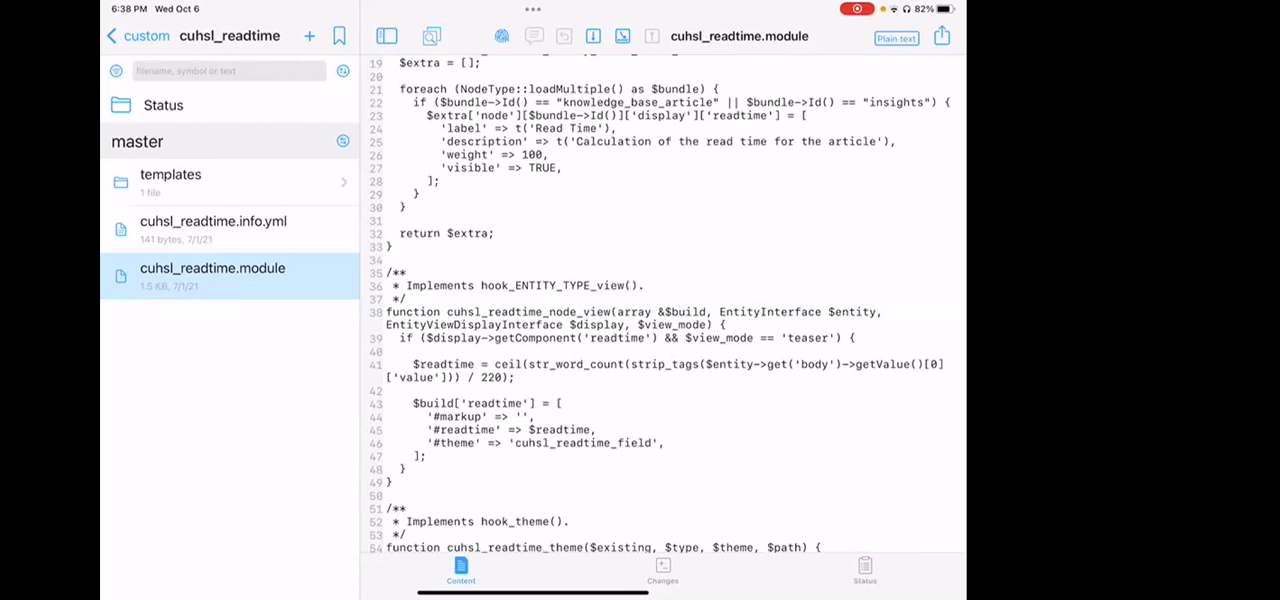 6:38 PM Wed Oct 6
82%
custom cuhsl_readtime
filename, symbol or text
Status
master
templates
1 file
cuhsl_readtime.info.yml
141 bytes, 7/1/21
cuhsl_readtime.module
1.5 KB, 7/1/21
cuhsl_readtime.module
Plain text
19 $extra = [];
20
21 foreach (NodeType::loadMultiple() as $bundle) {
22 if ($bundle->Id() == "knowledge_base_article" || $bundle->Id() == "insights") {
23 $extra['node'][$bundle->Id()]['display']['readtime'] = [
24 'label' => t('Read Time'),
25 'description' => t('Calculation of the read time for the article'),
26 'weight' => 100,
27 'visible' => TRUE,
28 ];
29 }
30 }
31
32 return $extra;
33 }
34
35 /**
36 * Implements hook_ENTITY_TYPE_view().
37 */
38 function cuhsl_readtime_node_view(array &$build, EntityInterface $entity,
EntityViewDisplayInterface $display, $view_mode) {
39 if ($display->getComponent('readtime') && $view_mode == 'teaser') {
40
41 $readtime = ceil(str_word_count(strip_tags($entity->get('body')->getValue()[0]
['value'])) / 220);
42
43 $build['readtime'] = [
44 '#markup' => '',
45 '#readtime' => $readtime,
46 '#theme' => 'cuhsl_readtime_field',
47 ];
48 }
49 }
50
51 /**
52 * Implements hook_theme().
53 */
54 function cuhsl_readtime_theme($existing, $type, $theme, $path) {
Content
Changes
Status